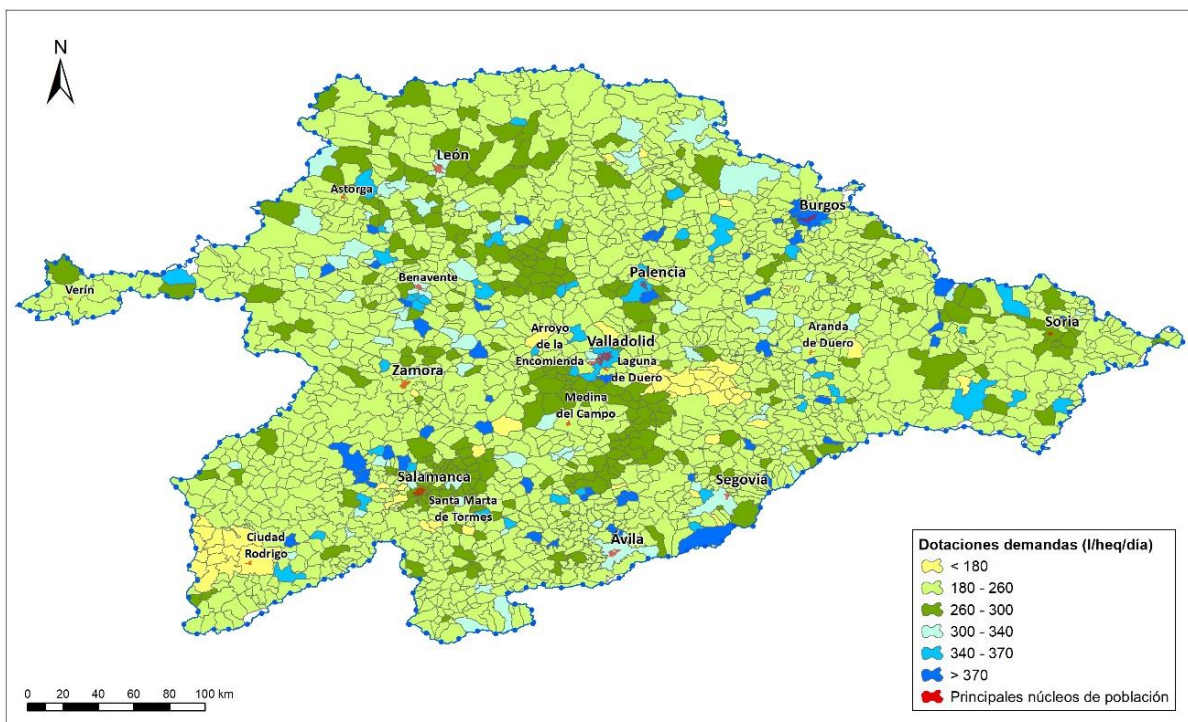 N
León
Astorga
Burgos
Verín
Benavente
Palencia
Soria
Arroyo
de la
Encomienda
Valladolid
Laguna
de Duero
Aranda
de Duero
Zamora
Medina
del Campo
Salamanca
Santa Marta
de Tormes
Segovia
Ciudad
Rodrigo
Ávila
Dotaciones demandas (l/heq/día)
< 180
180 - 260
260 - 300
300 - 340
340 - 370
> 370
Principales núcleos de población
0 20 40 60 80 100 km